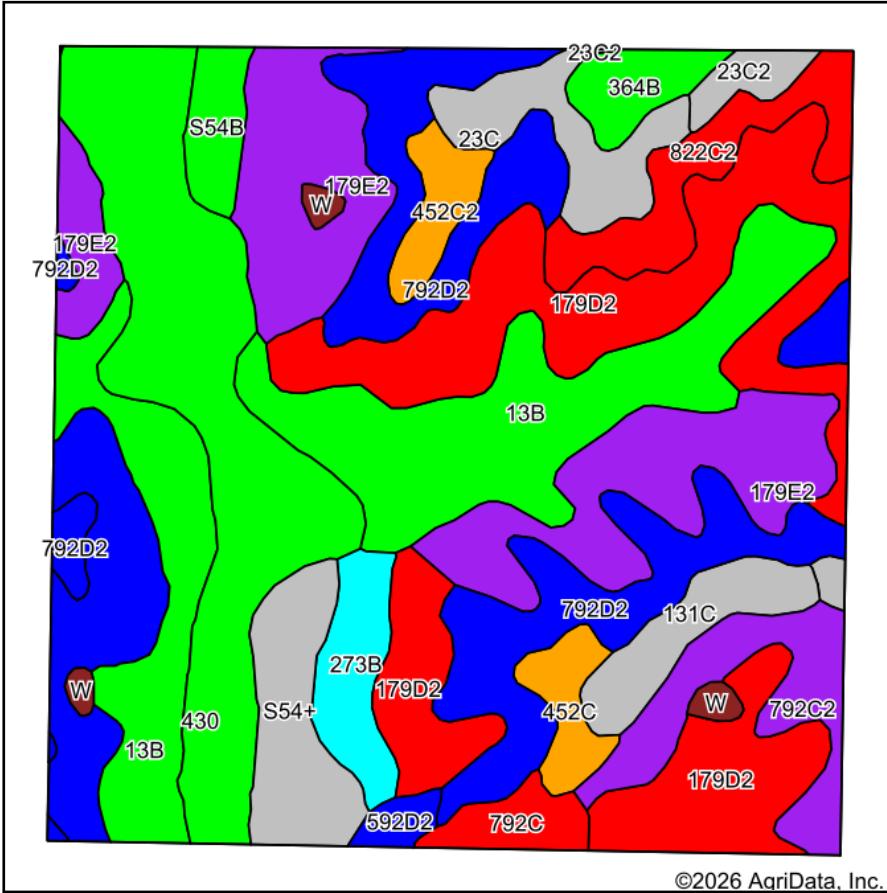 23C2
23C2
364B
S54B
23C
822C2
179E2
W
452C2
179E2
792D2
792D2
179D2
13B
179E2
792D2
792D2
131C
273B
179D2
W
W
792C2
S54+
452C
430
13B
179D2
592D2
792C
©2026 AgriData, Inc.